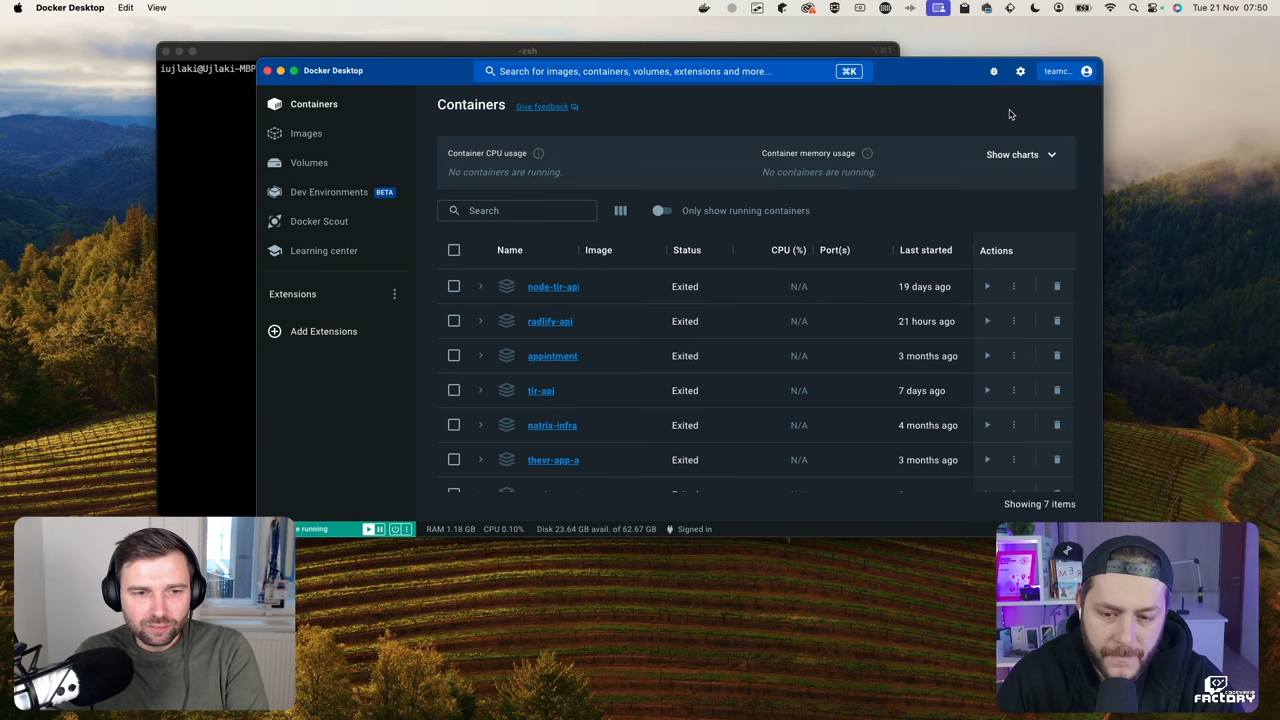 Docker Desktop Edit View
Tue 21 Nov 07:50
-zsh
⌥⌘1
iujlaki@Ujlaki-MBP
Docker Desktop
Search for images, containers, volumes, extensions and more...
⌘K
teamc...
Containers
Images
Volumes
Dev Environments BETA
Docker Scout
Learning center
Extensions
Add Extensions
Containers Give feedback
Container CPU usage
No containers are running.
Container memory usage
No containers are running.
Show charts
Search
Only show running containers
Name Image Status CPU (%) Port(s) Last started Actions
node-tir-api Exited N/A 19 days ago
radlify-api Exited N/A 21 hours ago
appintment Exited N/A 3 months ago
tir-api Exited N/A 7 days ago
natrix-infra Exited N/A 4 months ago
thevr-app-a Exited N/A 3 months ago
Showing 7 items
running
RAM 1.18 GB CPU 0.10% Disk 23.64 GB avail. of 62.67 GB Signed in
FACTORY